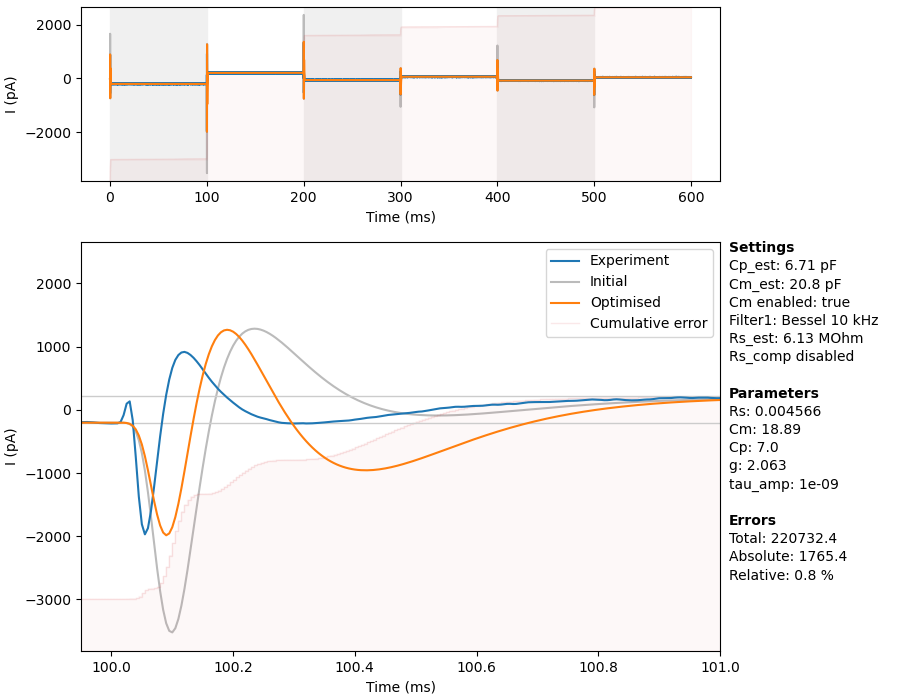 2000
0
−2000
I (pA)
0 100 200 300 400 500 600
Time (ms)
2000
1000
0
−1000
−2000
−3000
I (pA)
100.0 100.2 100.4 100.6 100.8 101.0
Time (ms)
Experiment
Initial
Optimised
Cumulative error
Settings
Cp_est: 6.71 pF
Cm_est: 20.8 pF
Cm enabled: true
Filter1: Bessel 10 kHz
Rs_est: 6.13 MOhm
Rs_comp disabled
Parameters
Rs: 0.004566
Cm: 18.89
Cp: 7.0
g: 2.063
tau_amp: 1e-09
Errors
Total: 220732.4
Absolute: 1765.4
Relative: 0.8 %